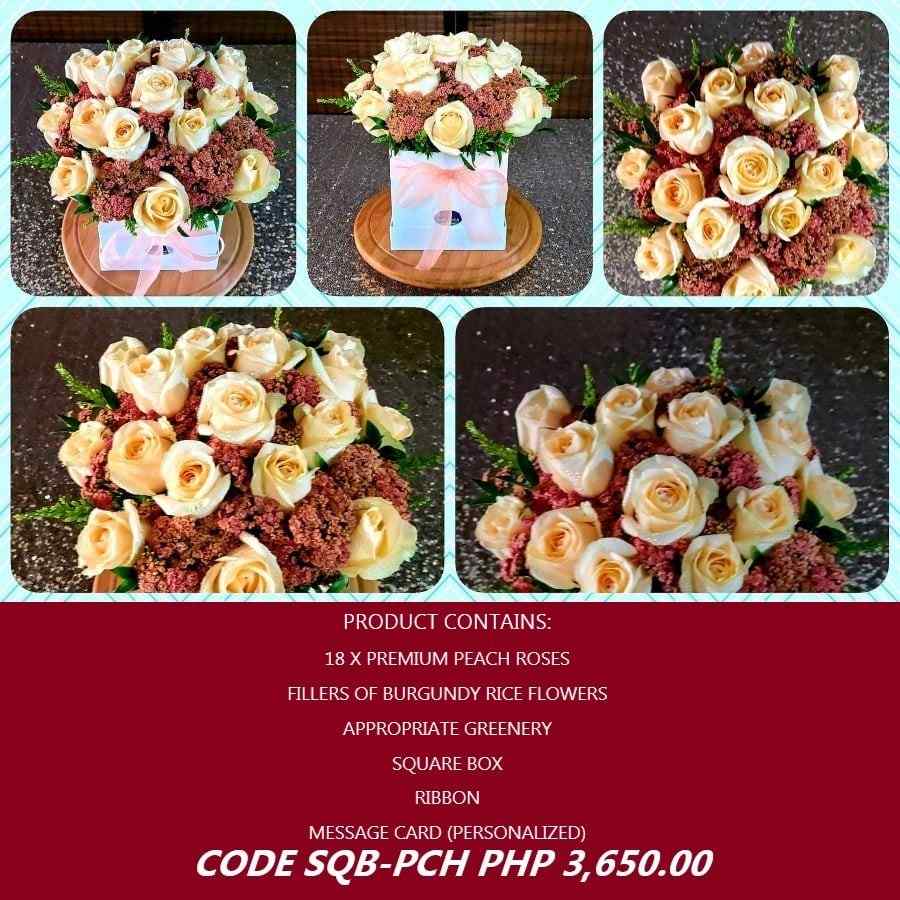 PRODUCT CONTAINS:
18 X PREMIUM PEACH ROSES
FILLERS OF BURGUNDY RICE FLOWERS
APPROPRIATE GREENERY
SQUARE BOX
RIBBON
MESSAGE CARD (PERSONALIZED)
CODE SQB-PCH PHP 3,650.00